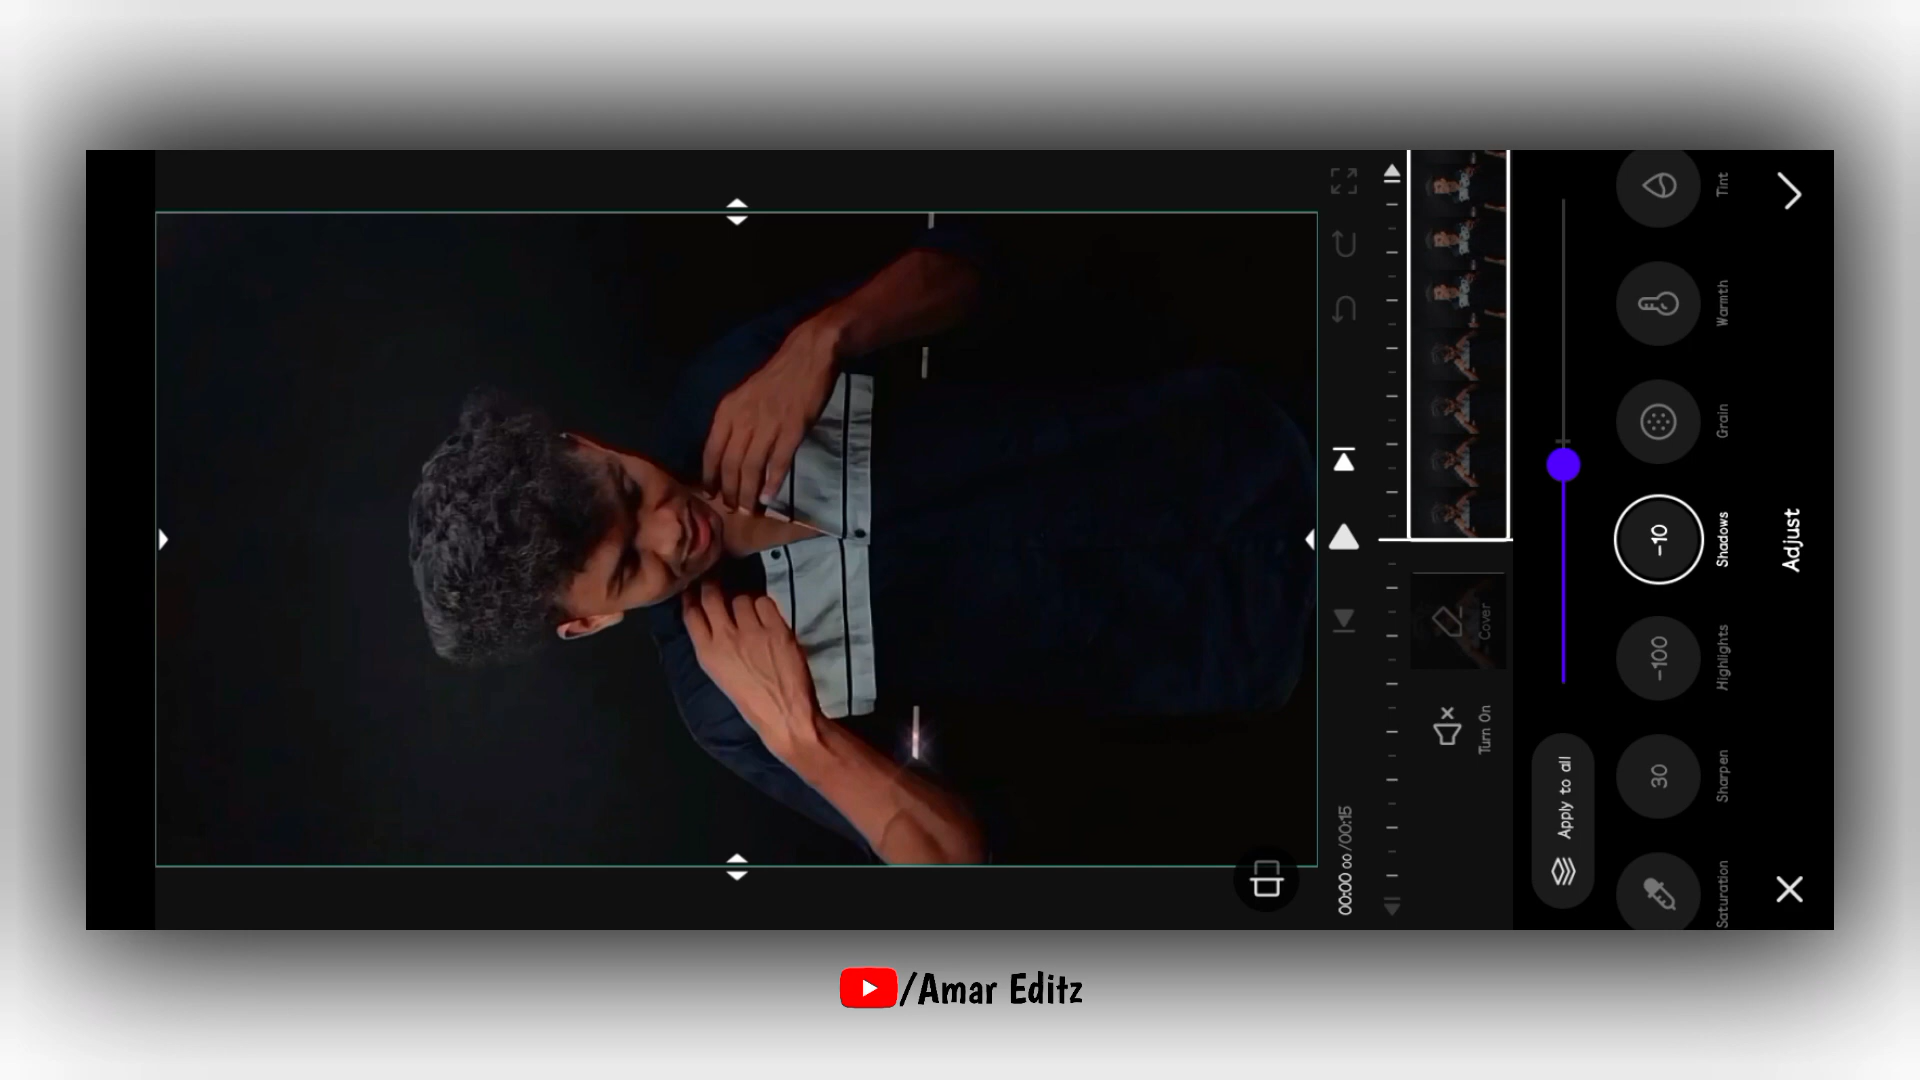 00:00 00/00:15
Turn On
Cover
Apply to all
Saturation
30
Sharpen
-100
Highlights
-10
Shadows
Grain
Warmth
Tint
Adjust
/Amar Editz